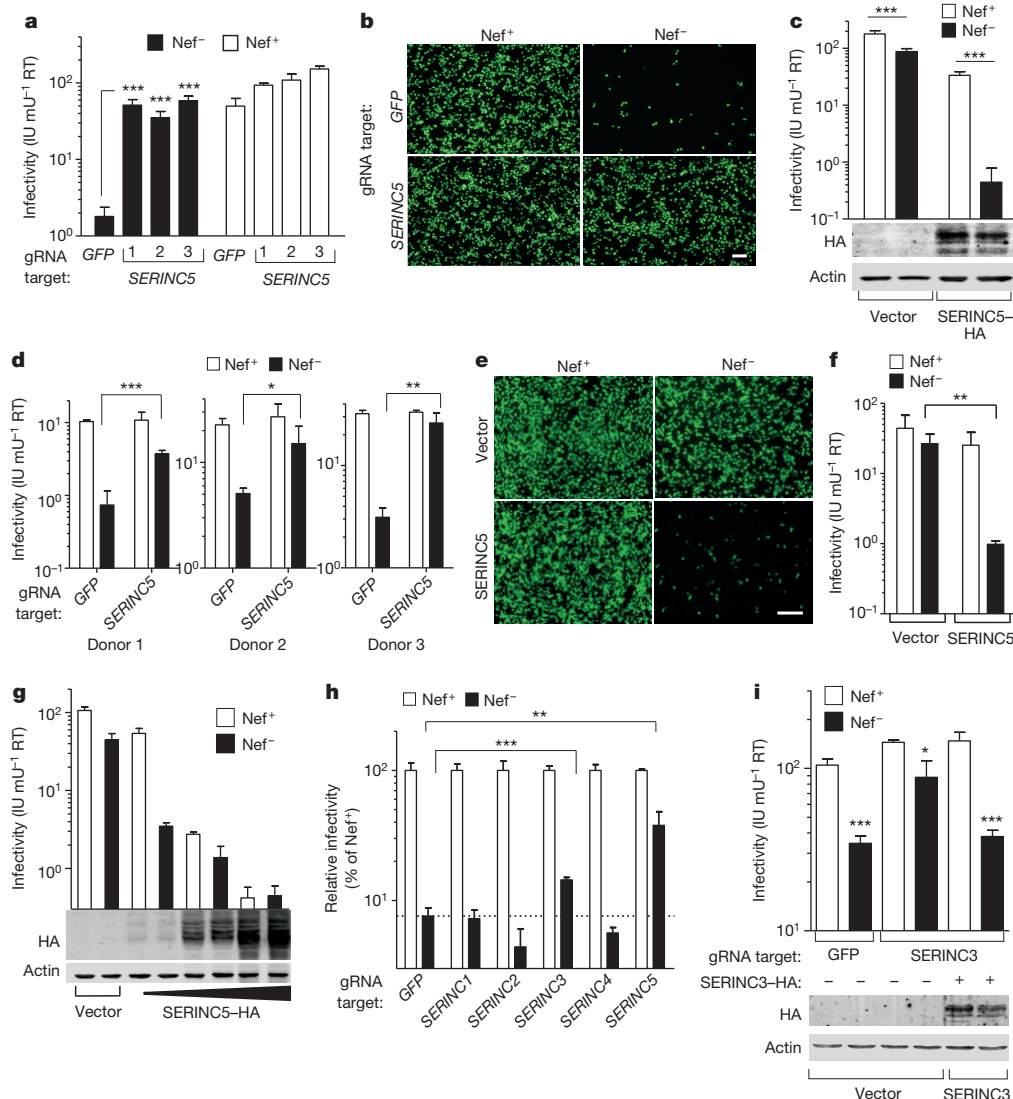 a
Nef⁻ Nef⁺
Infectivity (IU mU⁻¹ RT)
10²
10¹
10⁰
*** *** ***
gRNA target:
GFP 1 2 3 GFP 1 2 3
SERINC5 SERINC5
b
Nef⁺ Nef⁻
gRNA target:
GFP
SERINC5
c
Nef⁺
Nef⁻
Infectivity (IU mU⁻¹ RT)
10²
10¹
10⁰
10⁻¹
***
***
HA
Actin
Vector SERINC5–HA
d
Nef⁺ Nef⁻
Infectivity (IU mU⁻¹ RT)
10¹
10⁰
10⁻¹
***
10¹
10⁰
*
10¹
10⁰
**
gRNA target:
GFP SERINC5 GFP SERINC5 GFP SERINC5
Donor 1 Donor 2 Donor 3
e
Nef⁺ Nef⁻
Vector
SERINC5
f
Nef⁺
Nef⁻
Infectivity (IU mU⁻¹ RT)
10²
10¹
10⁰
10⁻¹
**
Vector SERINC5
g
Nef⁺
Nef⁻
Infectivity (IU mU⁻¹ RT)
10²
10¹
10⁰
HA
Actin
Vector SERINC5–HA
h
Nef⁺ Nef⁻
**
***
Relative infectivity
(% of Nef⁺)
10²
10¹
gRNA target:
GFP SERINC1 SERINC2 SERINC3 SERINC4 SERINC5
i
Nef⁺
Nef⁻
Infectivity (IU mU⁻¹ RT)
10²
10¹
*** * ***
gRNA target: GFP SERINC3
SERINC3–HA: – – – – + +
HA
Actin
Vector SERINC3